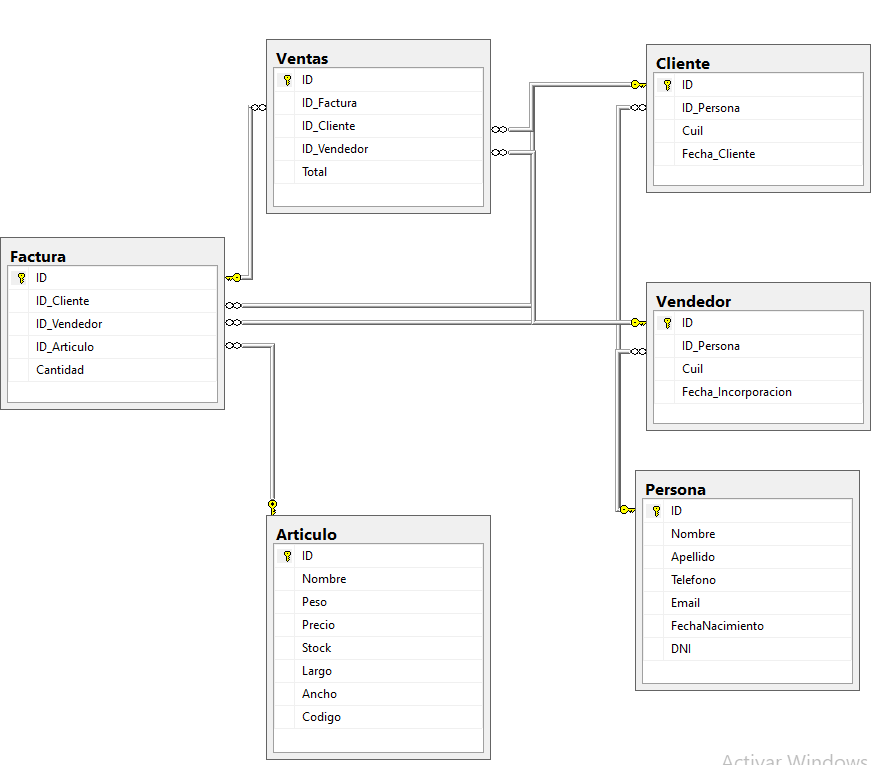 Ventas
ID
ID_Factura
ID_Cliente
ID_Vendedor
Total
Cliente
ID
ID_Persona
Cuil
Fecha_Cliente
Factura
ID
ID_Cliente
ID_Vendedor
ID_Articulo
Cantidad
Vendedor
ID
ID_Persona
Cuil
Fecha_Incorporacion
Articulo
ID
Nombre
Peso
Precio
Stock
Largo
Ancho
Codigo
Persona
ID
Nombre
Apellido
Telefono
Email
FechaNacimiento
DNI
Activar Windows